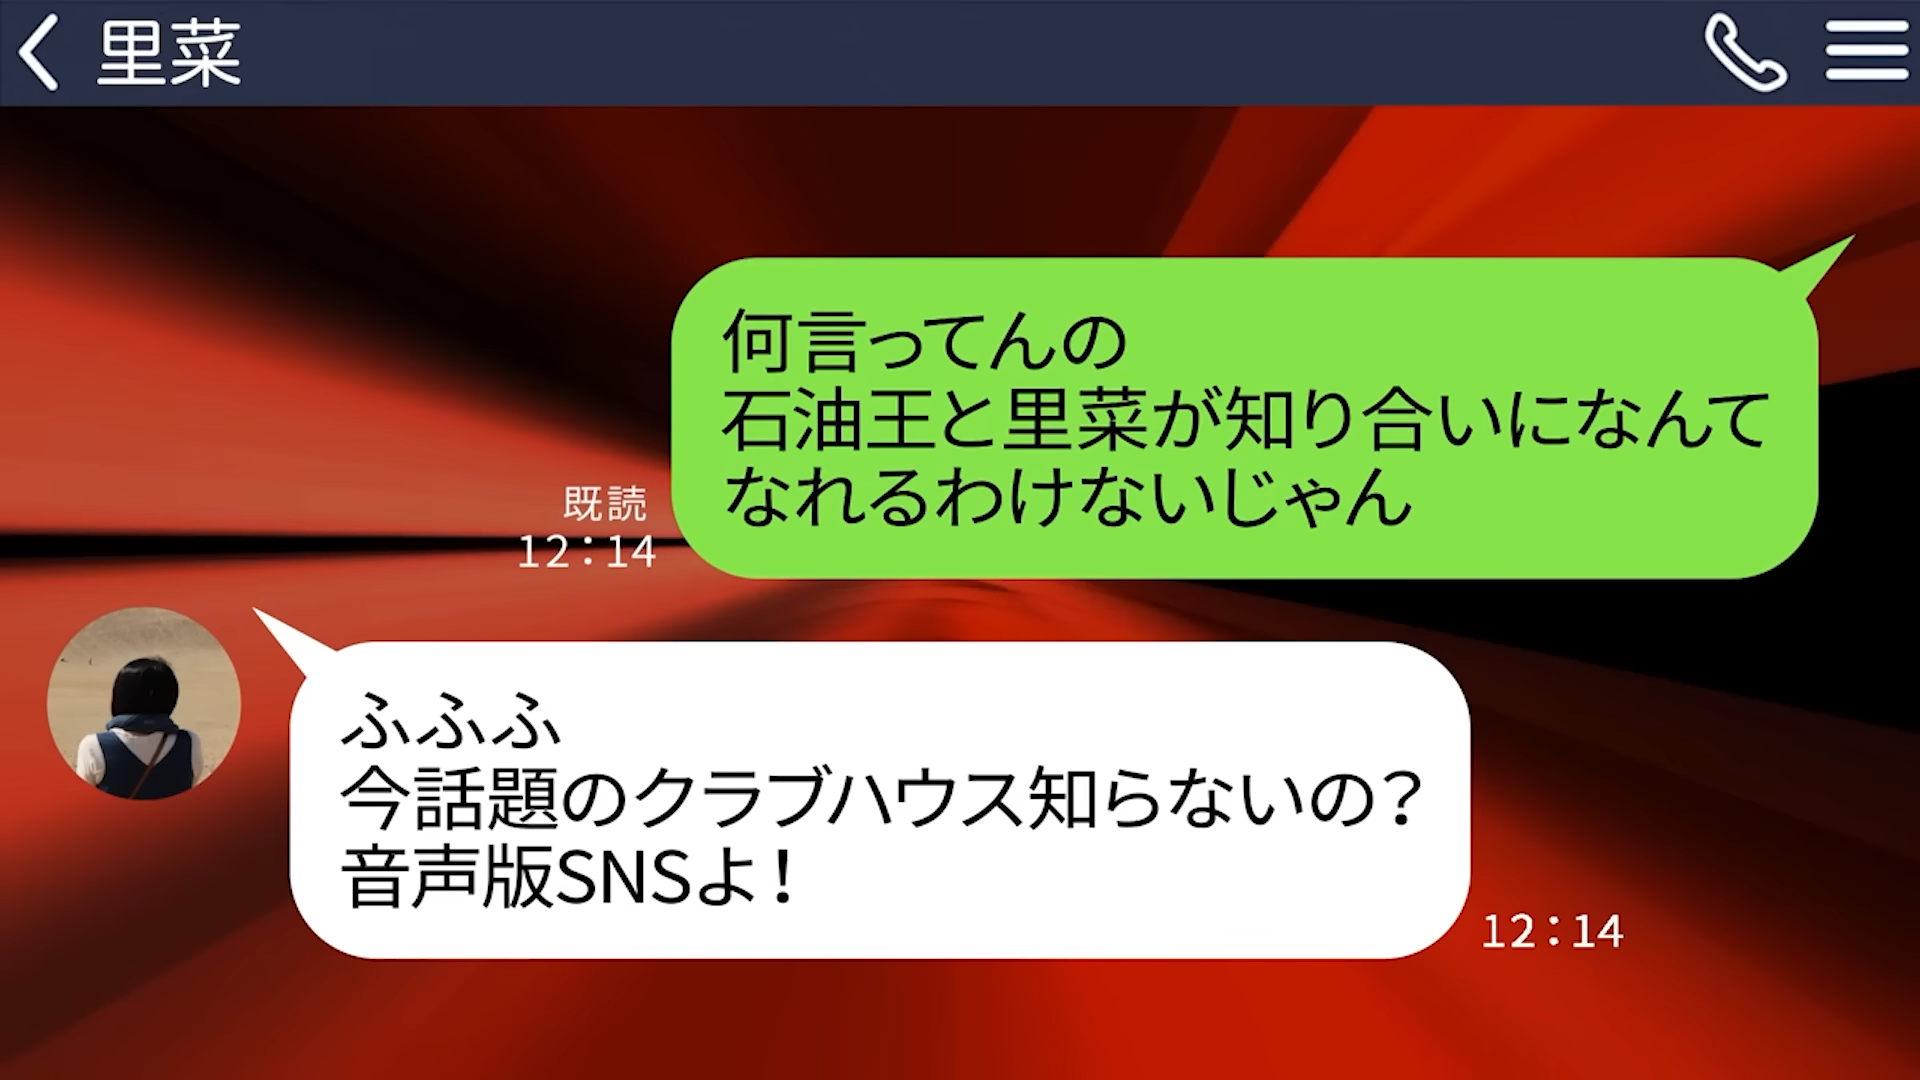 里菜
何言ってんの
石油王と里菜が知り合いになんて
なれるわけないじゃん
既読
12:14
ふふふ
今話題のクラブハウス知らないの?
音声版SNSよ!
12:14